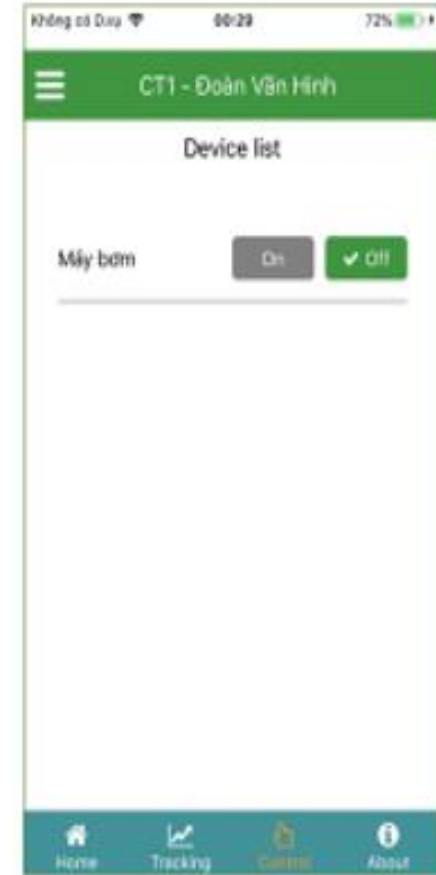 Không có D.vụ 00:29 72%
CT1 - Đoàn Văn Hinh
Device list
Máy bơm On Off
Home Tracking Control About